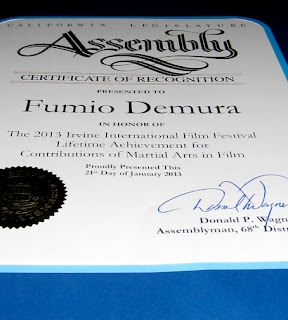 CALIFORNIA LEGISLATURE
Assembly
CERTIFICATE OF RECOGNITION
PRESENTED TO
Fumio Demura
IN HONOR OF
The 2013 Irvine International Film Festival
Lifetime Achievement for
Contributions of Martial Arts in Film
Proudly Presented This
21st Day of January 2013
Donald P. Wagn
Assemblyman, 68th Distri